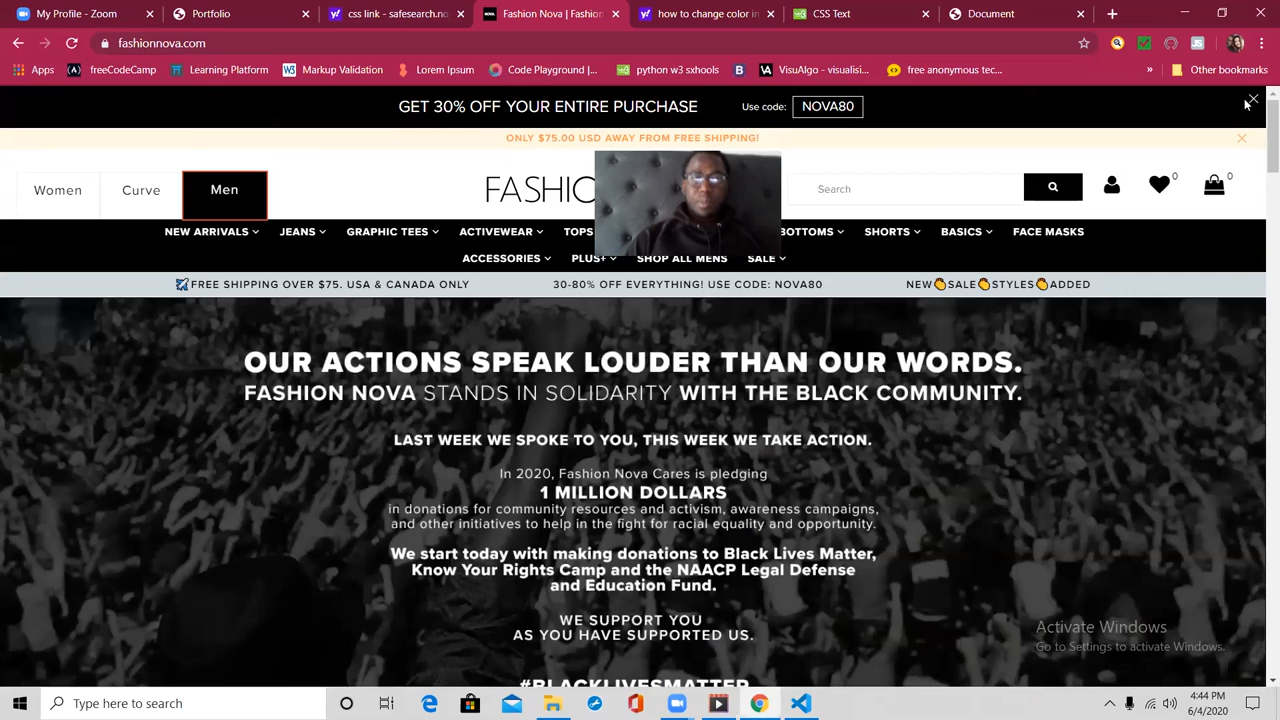 My Profile - Zoom
Portfolio
css link - safesearch.no
Fashion Nova | Fashion
how to change color in
CSS Text
Document
fashionnova.com
Apps
freeCodeCamp
Learning Platform
Markup Validation
Lorem Ipsum
Code Playground |...
python w3 sxhools
VisuAlgo - visualisi...
free anonymous tec...
»
Other bookmarks
GET 30% OFF YOUR ENTIRE PURCHASE Use code: NOVA80
ONLY $75.00 USD AWAY FROM FREE SHIPPING!
Women Curve Men FASHIO Search 0 0
NEW ARRIVALS JEANS GRAPHIC TEES ACTIVEWEAR TOPS BOTTOMS SHORTS BASICS FACE MASKS
ACCESSORIES PLUS+ SHOP ALL MENS SALE
FREE SHIPPING OVER $75. USA & CANADA ONLY 30-80% OFF EVERYTHING! USE CODE: NOVA80 NEW👏SALE👏STYLES👏ADDED
OUR ACTIONS SPEAK LOUDER THAN OUR WORDS.
FASHION NOVA STANDS IN SOLIDARITY WITH THE BLACK COMMUNITY.
LAST WEEK WE SPOKE TO YOU, THIS WEEK WE TAKE ACTION.
In 2020, Fashion Nova Cares is pledging
1 MILLION DOLLARS
in donations for community resources and activism, awareness campaigns,
and other initiatives to help in the fight for racial equality and opportunity.
We start today with making donations to Black Lives Matter,
Know Your Rights Camp and the NAACP Legal Defense
and Education Fund.
WE SUPPORT YOU
AS YOU HAVE SUPPORTED US.
#BLACKLIVESMATTER
Activate Windows
Go to Settings to activate Windows.
Type here to search
4:44 PM
6/4/2020